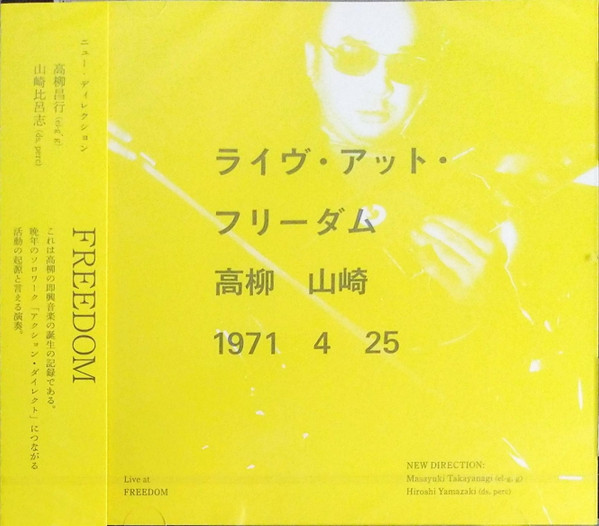 ニュー・ディレクション
高柳昌行 (el-g, g)
山崎比呂志 (ds, perc)
FREEDOM
これは高柳の即興音楽の誕生の記録である。
晩年のソロワーク「アクション・ダイレクト」につながる
活動の起源と言える演奏。
ライヴ・アット・
フリーダム
高柳 山崎
1971 4 25
Live at
FREEDOM
NEW DIRECTION:
Masayuki Takayanagi (el-g, g)
Hiroshi Yamazaki (ds, perc)